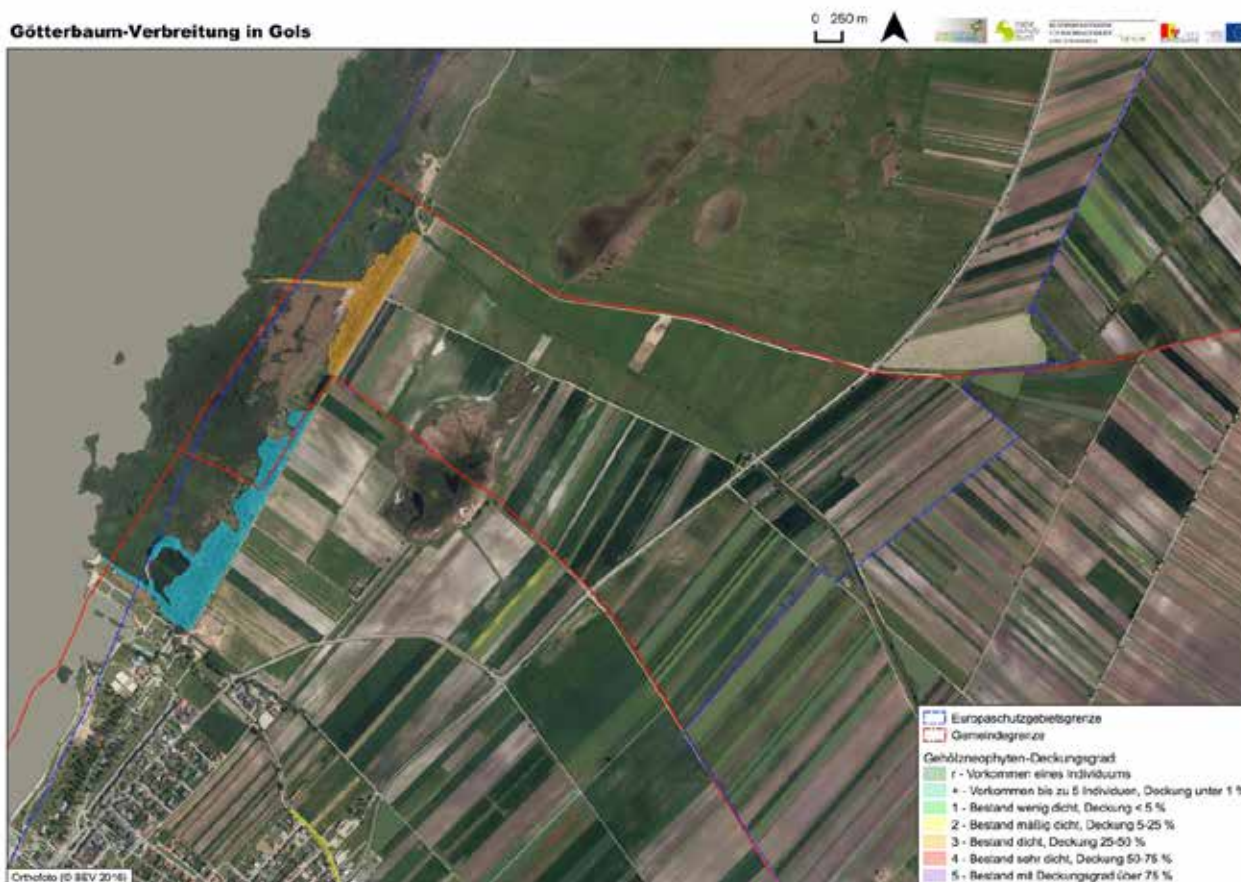 Götterbaum-Verbreitung in Gols
0 250 m
Europaschutzgebietsgrenze
Gemeindegrenze
Gehölzneophyten-Deckungsgrad:
r - Vorkommen eines Individuums
+ - Vorkommen bis zu 5 Individuen, Deckung unter 1 %
1 - Bestand wenig dicht, Deckung < 5 %
2 - Bestand mäßig dicht, Deckung 5-25 %
3 - Bestand dicht, Deckung 25-50 %
4 - Bestand sehr dicht, Deckung 50-75 %
5 - Bestand mit Deckungsgrad über 75 %
Orthofoto (© BEV 2016)